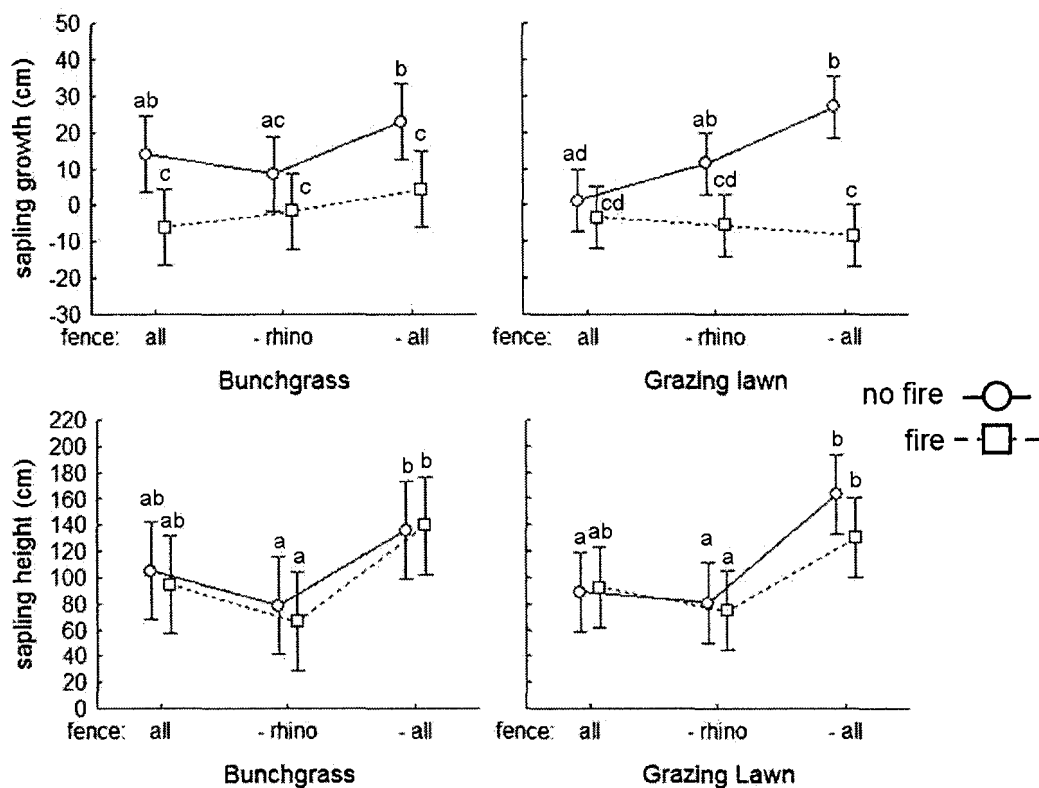 50
40
30
20
10
0
-10
-20
-30
sapling growth (cm)
ab
ac
b
c
c
c
fence: all - rhino - all
Bunchgrass
ad
ab
b
cd
cd
c
all - rhino - all
Grazing lawn
no fire
fire
220
200
180
160
140
120
100
80
60
40
20
0
sapling height (cm)
ab
ab
a
a
b
b
fence: all - rhino - all
Bunchgrass
a
ab
a
a
b
b
all - rhino - all
Grazing Lawn